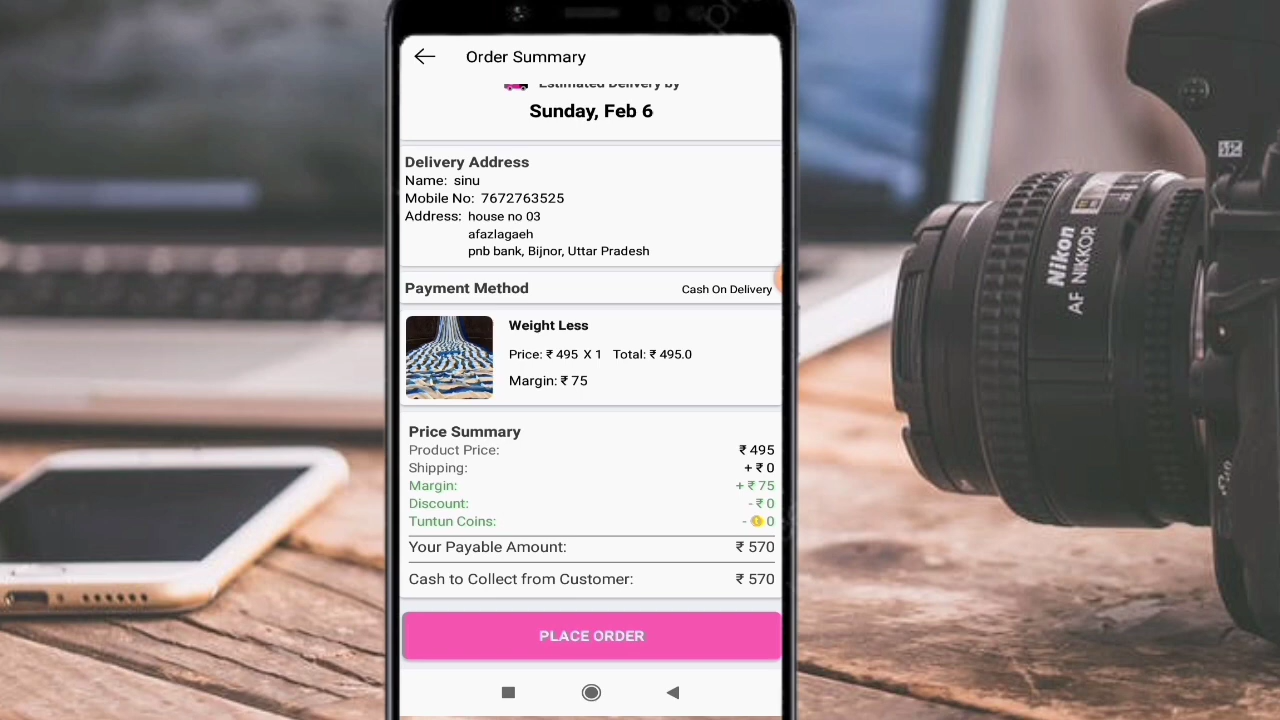 Order Summary
Estimated Delivery by
Sunday, Feb 6
Delivery Address
Name: sinu
Mobile No: 7672763525
Address: house no 03
afazlagaeh
pnb bank, Bijnor, Uttar Pradesh
Payment Method Cash On Delivery
Weight Less
Price: ₹ 495 X 1 Total: ₹ 495.0
Margin: ₹ 75
Price Summary
Product Price: ₹ 495
Shipping: + ₹ 0
Margin: + ₹ 75
Discount: - ₹ 0
Tuntun Coins: - 0
Your Payable Amount: ₹ 570
Cash to Collect from Customer: ₹ 570
PLACE ORDER
Nikon
AF NIKKOR